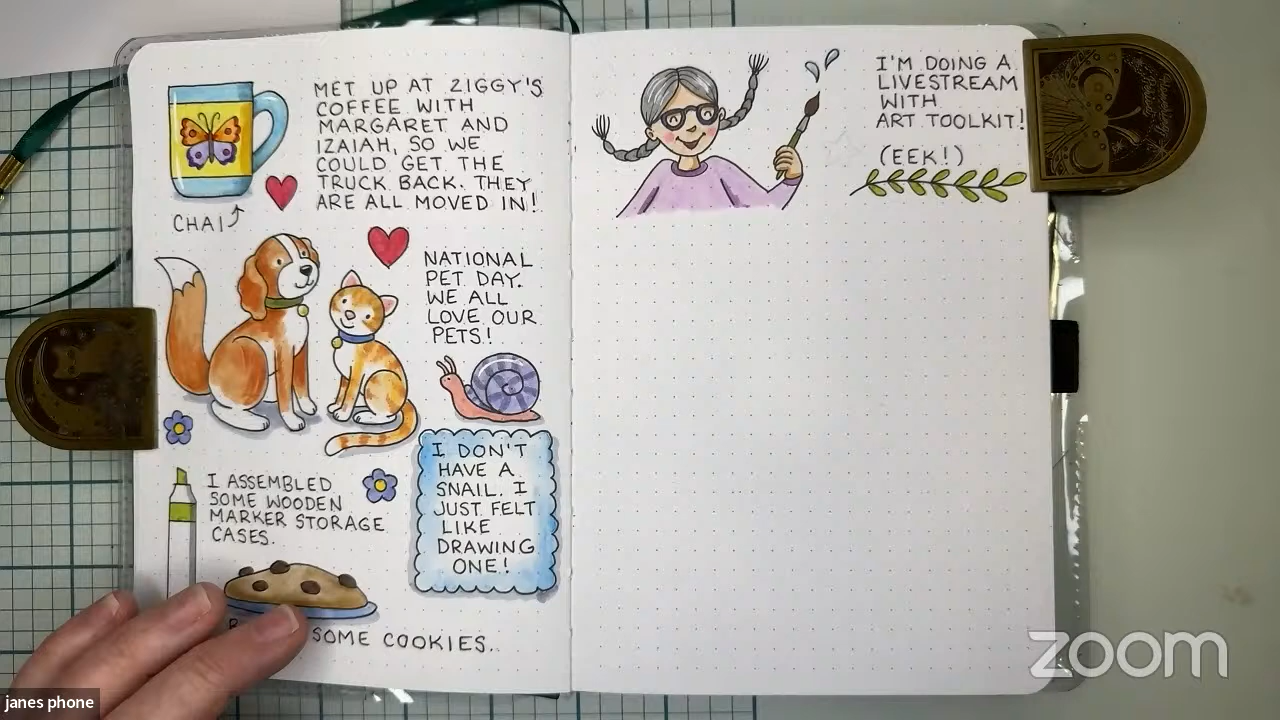 MET UP AT ZIGGY'S
COFFEE WITH
MARGARET AND
IZAIAH, SO WE
COULD GET THE
TRUCK BACK. THEY
ARE ALL MOVED IN!
CHAI
NATIONAL
PET DAY.
WE ALL
LOVE OUR
PETS!
I DON'T
HAVE A
SNAIL. I
JUST FELT
LIKE
DRAWING
ONE!
I ASSEMBLED
SOME WOODEN
MARKER STORAGE
CASES.
SOME COOKIES.
I'M DOING A
LIVESTREAM
WITH
ART TOOLKIT!
(EEK!)
zoom
janes phone